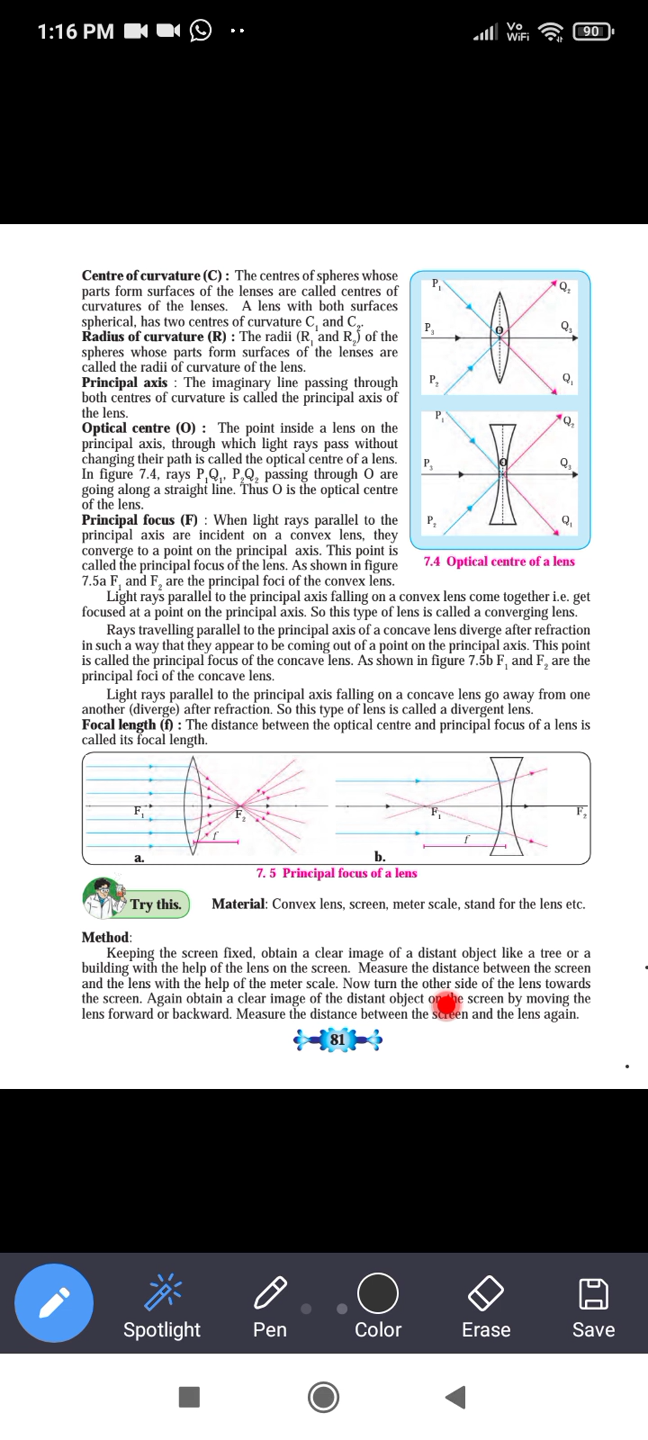 1:16 PM
Vo WiFi
90
Centre of curvature (C) : The centres of spheres whose
parts form surfaces of the lenses are called centres of
curvatures of the lenses. A lens with both surfaces
spherical, has two centres of curvature C₁ and C₂.
Radius of curvature (R) : The radii (R₁ and R₂) of the
spheres whose parts form surfaces of the lenses are
called the radii of curvature of the lens.
Principal axis : The imaginary line passing through
both centres of curvature is called the principal axis of
the lens.
Optical centre (O) : The point inside a lens on the
principal axis, through which light rays pass without
changing their path is called the optical centre of a lens.
In figure 7.4, rays P₁Q₁, P₂Q₂ passing through O are
going along a straight line. Thus O is the optical centre
of the lens.
Principal focus (F) : When light rays parallel to the
principal axis are incident on a convex lens, they
converge to a point on the principal axis. This point is
called the principal focus of the lens. As shown in figure
7.5a F₁ and F₂ are the principal foci of the convex lens.
P₁ Q₂
O
P₃ Q₃
P₂ Q₁
P₁ Q₂
O
P₃ Q₃
P₂ Q₁
7.4 Optical centre of a lens
Light rays parallel to the principal axis falling on a convex lens come together i.e. get
focused at a point on the principal axis. So this type of lens is called a converging lens.
Rays travelling parallel to the principal axis of a concave lens diverge after refraction
in such a way that they appear to be coming out of a point on the principal axis. This point
is called the principal focus of the concave lens. As shown in figure 7.5b F₁ and F₂ are the
principal foci of the concave lens.
Light rays parallel to the principal axis falling on a concave lens go away from one
another (diverge) after refraction. So this type of lens is called a divergent lens.
Focal length (f) : The distance between the optical centre and principal focus of a lens is
called its focal length.
F₁ F₂ F₁ F₂
f f
a. b.
7. 5 Principal focus of a lens
Try this. Material: Convex lens, screen, meter scale, stand for the lens etc.
Method:
Keeping the screen fixed, obtain a clear image of a distant object like a tree or a
building with the help of the lens on the screen. Measure the distance between the screen
and the lens with the help of the meter scale. Now turn the other side of the lens towards
the screen. Again obtain a clear image of the distant object on the screen by moving the
lens forward or backward. Measure the distance between the screen and the lens again.
81
Spotlight Pen Color Erase Save